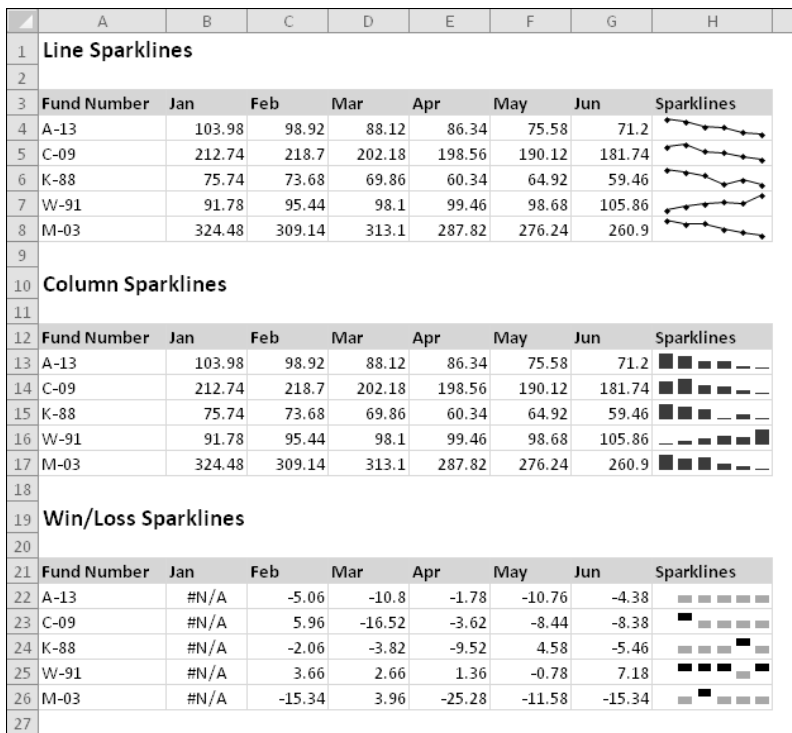 A B C D E F G H
1 Line Sparklines
2
3 Fund Number Jan Feb Mar Apr May Jun Sparklines
4 A-13 103.98 98.92 88.12 86.34 75.58 71.2
5 C-09 212.74 218.7 202.18 198.56 190.12 181.74
6 K-88 75.74 73.68 69.86 60.34 64.92 59.46
7 W-91 91.78 95.44 98.1 99.46 98.68 105.86
8 M-03 324.48 309.14 313.1 287.82 276.24 260.9
9
10 Column Sparklines
11
12 Fund Number Jan Feb Mar Apr May Jun Sparklines
13 A-13 103.98 98.92 88.12 86.34 75.58 71.2
14 C-09 212.74 218.7 202.18 198.56 190.12 181.74
15 K-88 75.74 73.68 69.86 60.34 64.92 59.46
16 W-91 91.78 95.44 98.1 99.46 98.68 105.86
17 M-03 324.48 309.14 313.1 287.82 276.24 260.9
18
19 Win/Loss Sparklines
20
21 Fund Number Jan Feb Mar Apr May Jun Sparklines
22 A-13 #N/A -5.06 -10.8 -1.78 -10.76 -4.38
23 C-09 #N/A 5.96 -16.52 -3.62 -8.44 -8.38
24 K-88 #N/A -2.06 -3.82 -9.52 4.58 -5.46
25 W-91 #N/A 3.66 2.66 1.36 -0.78 7.18
26 M-03 #N/A -15.34 3.96 -25.28 -11.58 -15.34
27